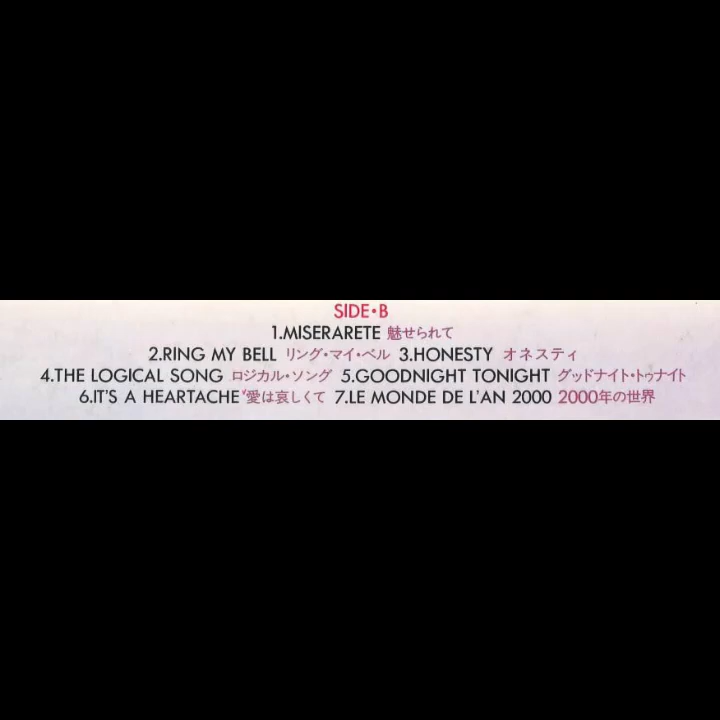 SIDE•B
1.MISERARETE 魅せられて
2.RING MY BELL リング・マイ・ベル 3.HONESTY オネスティ
4.THE LOGICAL SONG ロジカル・ソング 5.GOODNIGHT TONIGHT グッドナイト・トゥナイト
6.IT'S A HEARTACHE 愛は哀しくて 7.LE MONDE DE L'AN 2000 2000年の世界